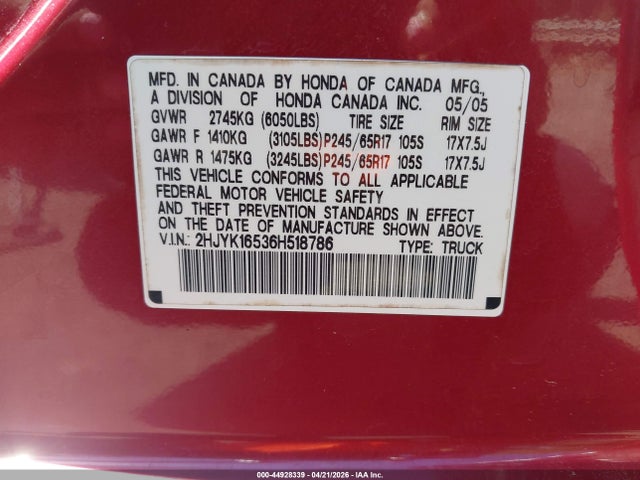 MFD. IN CANADA BY HONDA OF CANADA MFG.,
A DIVISION OF HONDA CANADA INC. 05/05
GVWR 2745KG (6050LBS) TIRE SIZE RIM SIZE
GAWR F 1410KG (3105LBS) P245/65R17 105S 17X7.5J
GAWR R 1475KG (3245LBS) P245/65R17 105S 17X7.5J
THIS VEHICLE CONFORMS TO ALL APPLICABLE
FEDERAL MOTOR VEHICLE SAFETY
AND THEFT PREVENTION STANDARDS IN EFFECT
ON THE DATE OF MANUFACTURE SHOWN ABOVE.
V.I.N.: 2HJYK16536H518786 TYPE: TRUCK
000-44928339 - 04/21/2026 - IAA Inc.